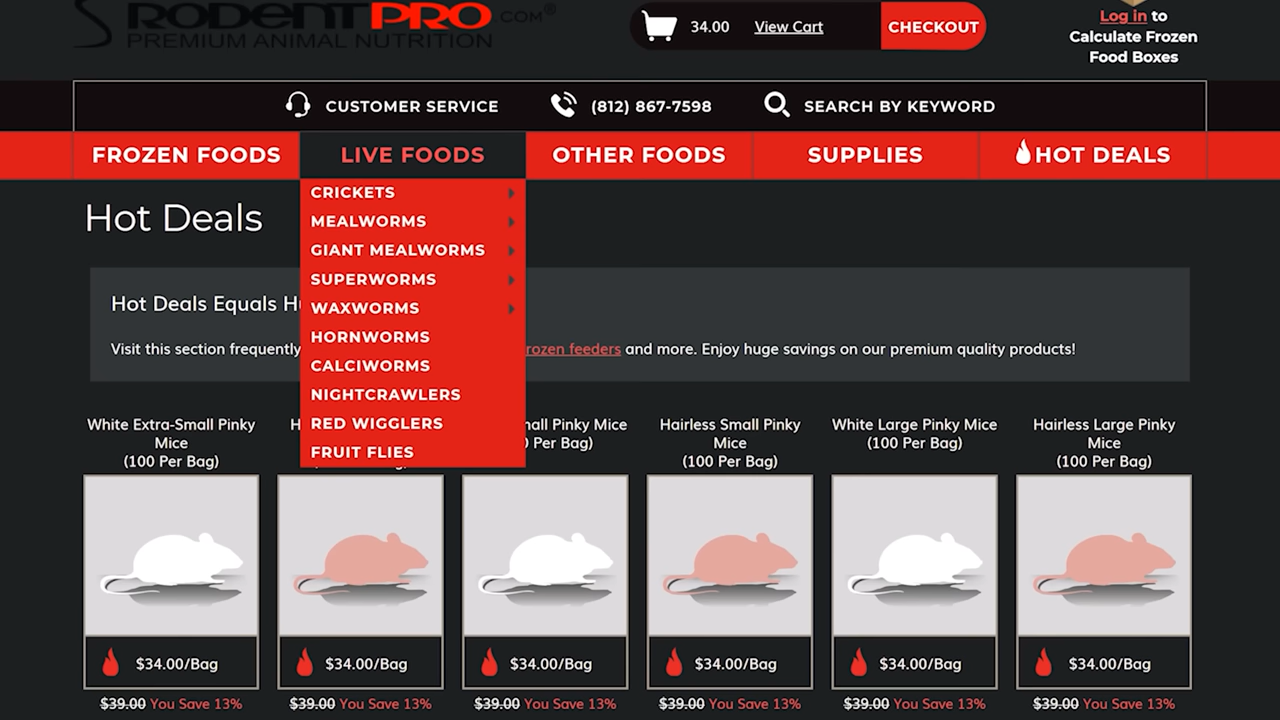 RODENTPRO.COM®
PREMIUM ANIMAL NUTRITION
34.00 View Cart CHECKOUT
Log in to
Calculate Frozen
Food Boxes
CUSTOMER SERVICE (812) 867-7598 SEARCH BY KEYWORD
FROZEN FOODS LIVE FOODS OTHER FOODS SUPPLIES HOT DEALS
CRICKETS
MEALWORMS
GIANT MEALWORMS
SUPERWORMS
WAXWORMS
HORNWORMS
CALCIWORMS
NIGHTCRAWLERS
RED WIGGLERS
FRUIT FLIES
Hot Deals
Hot Deals Equals
Visit this section frequently feeders and more. Enjoy huge savings on our premium quality products!
White Extra-Small Pinky
Mice
(100 Per Bag)
Pinky Mice
Per Bag)
Hairless Small Pinky
Mice
(100 Per Bag)
White Large Pinky Mice
(100 Per Bag)
Hairless Large Pinky
Mice
(100 Per Bag)
$34.00/Bag $34.00/Bag $34.00/Bag $34.00/Bag $34.00/Bag $34.00/Bag
$39.00 You Save 13% $39.00 You Save 13% $39.00 You Save 13% $39.00 You Save 13% $39.00 You Save 13% $39.00 You Save 13%